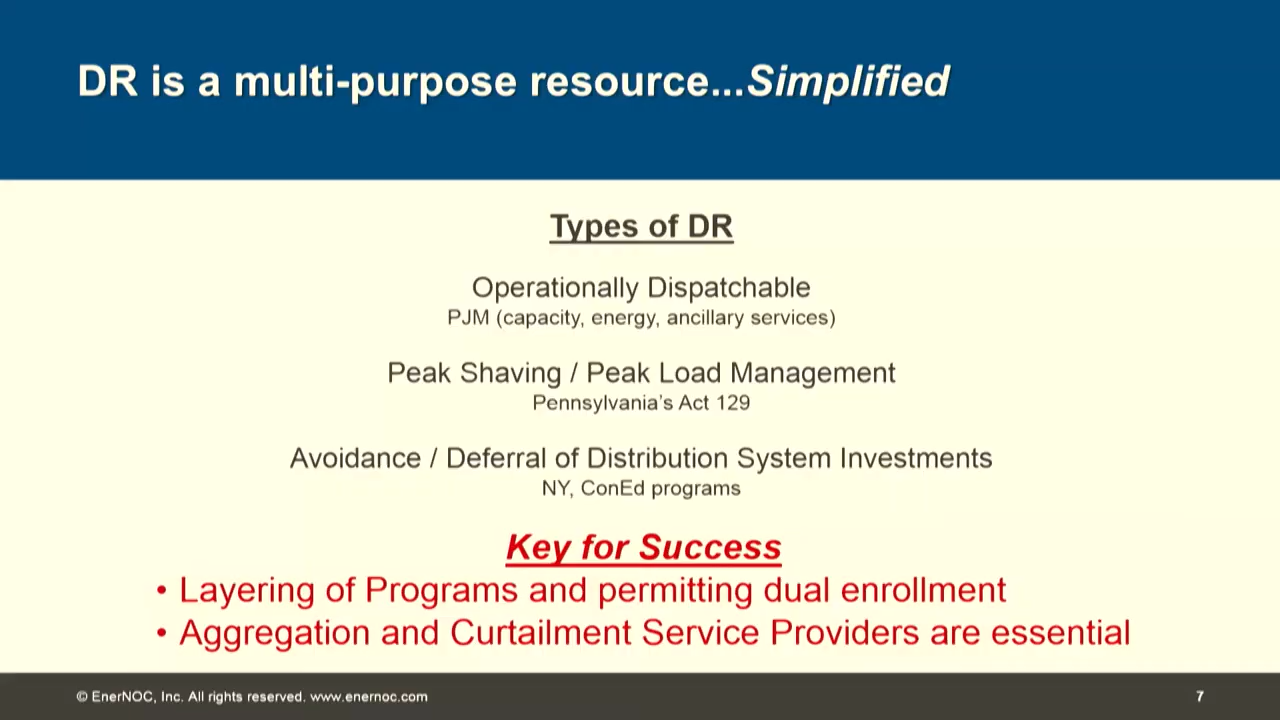 DR is a multi-purpose resource...Simplified
Types of DR
Operationally Dispatchable
PJM (capacity, energy, ancillary services)
Peak Shaving / Peak Load Management
Pennsylvania’s Act 129
Avoidance / Deferral of Distribution System Investments
NY, ConEd programs
Key for Success
• Layering of Programs and permitting dual enrollment
• Aggregation and Curtailment Service Providers are essential
© EnerNOC, Inc. All rights reserved. www.enernoc.com
7